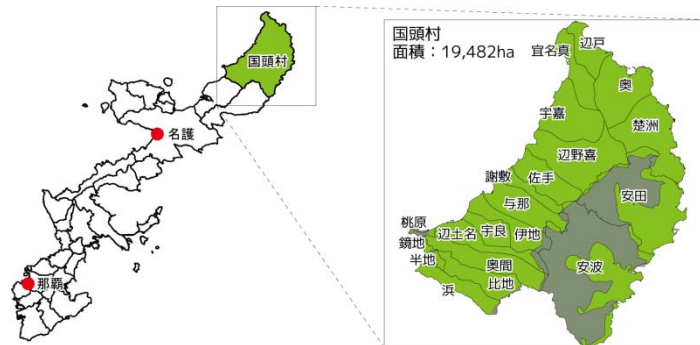 国頭村
名護
那覇
国頭村
面積：19,482ha
辺戸
宜名真
奥
宇嘉
楚洲
辺野喜
謝敷
佐手
安田
与那
桃原
辺土名
宇良
伊地
鏡地
半地
奥間
安波
比地
浜